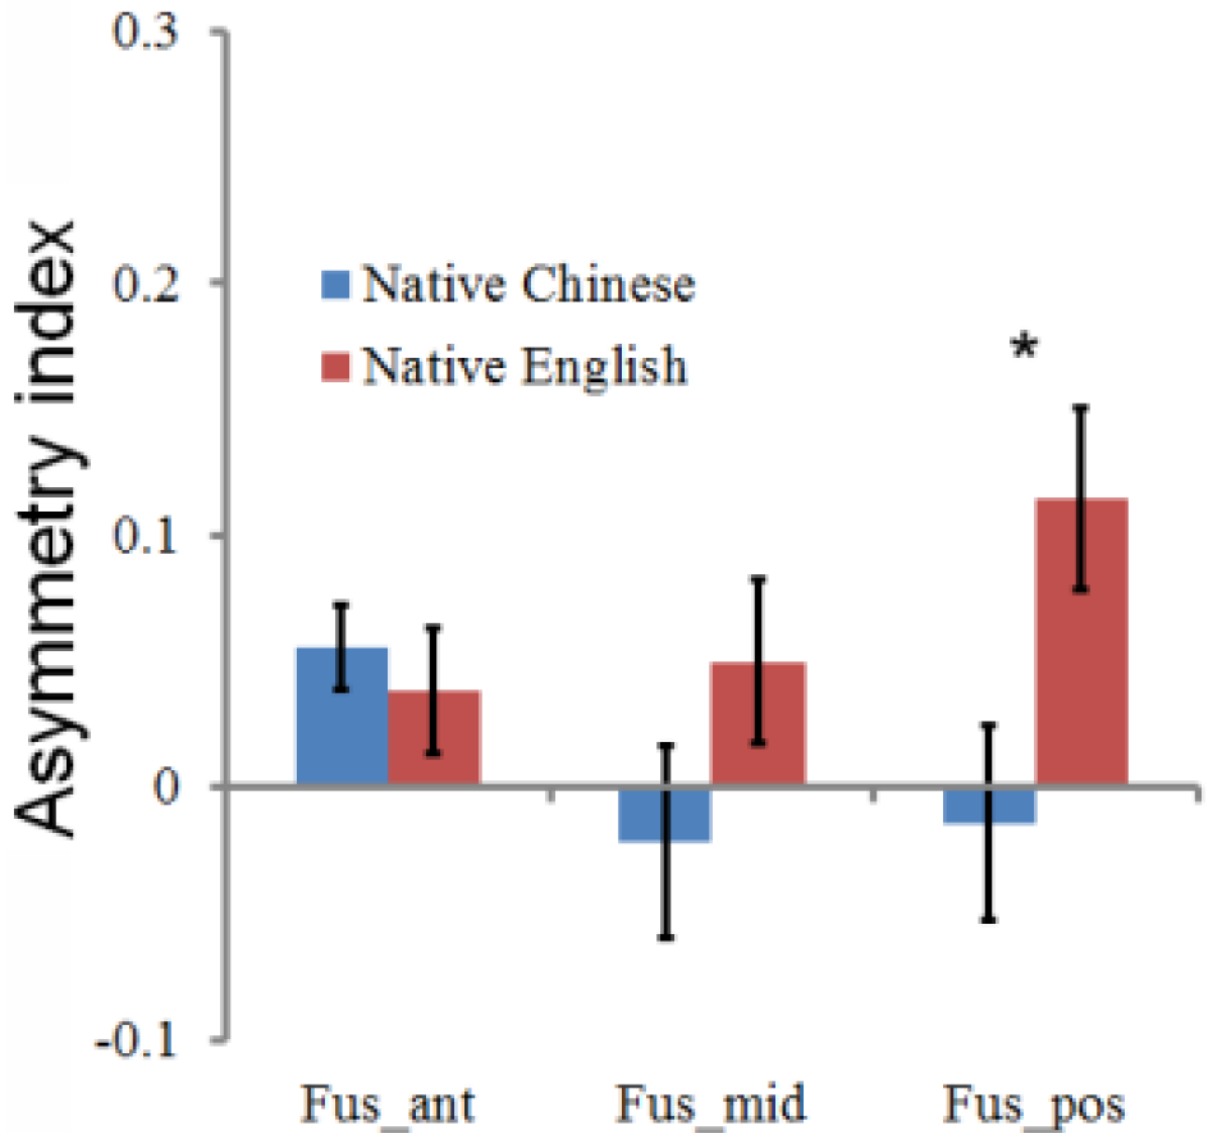 0.3
0.2
0.1
0
-0.1
Asymmetry index
Native Chinese
Native English
*
Fus_ant
Fus_mid
Fus_pos